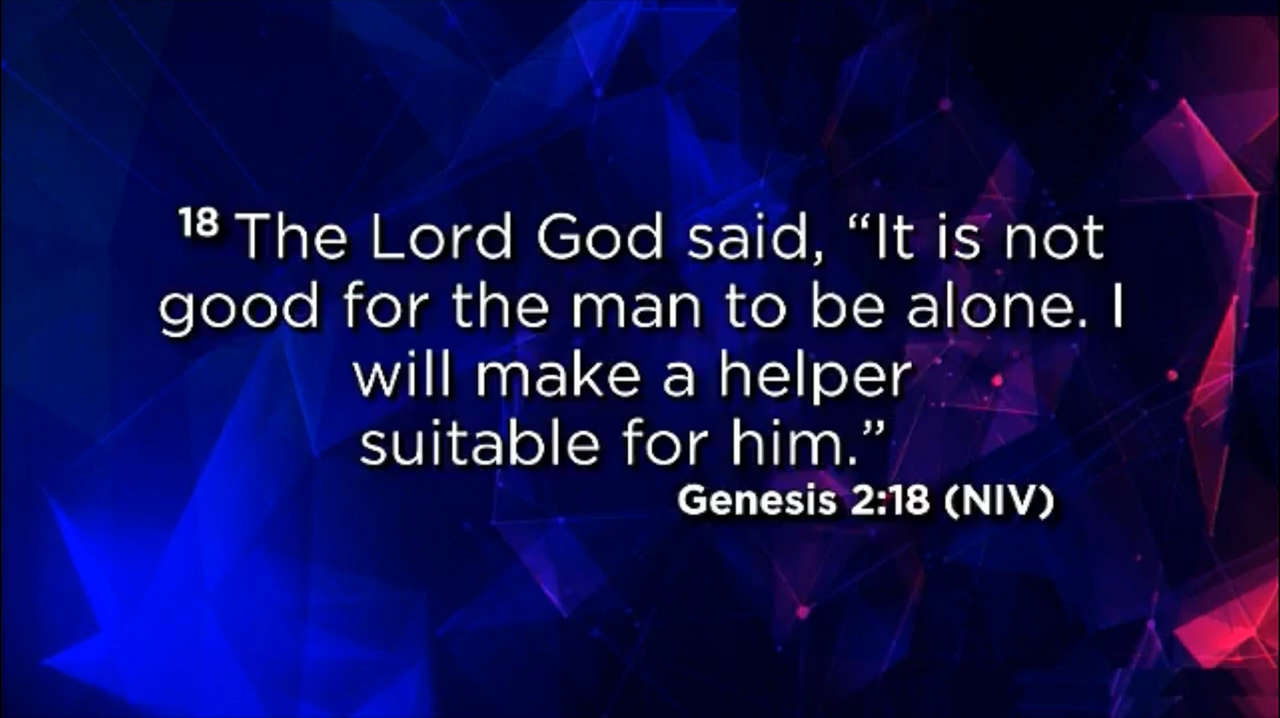 18 The Lord God said, “It is not
good for the man to be alone. I
will make a helper
suitable for him.”
Genesis 2:18 (NIV)